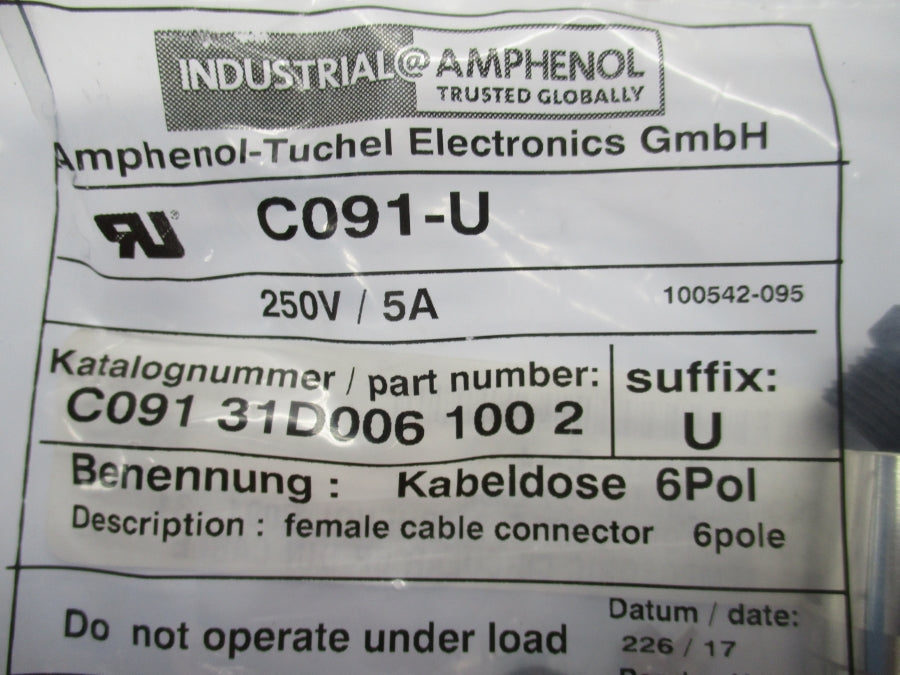 INDUSTRIAL@AMPHENOL
TRUSTED GLOBALLY
Amphenol-Tuchel Electronics GmbH
RU® C091-U
250V / 5A 100542-095
Katalognummer / part number: suffix:
C091 31D006 100 2 U
Benennung : Kabeldose 6Pol
Description : female cable connector 6pole
Do not operate under load
Datum / date:
226 / 17